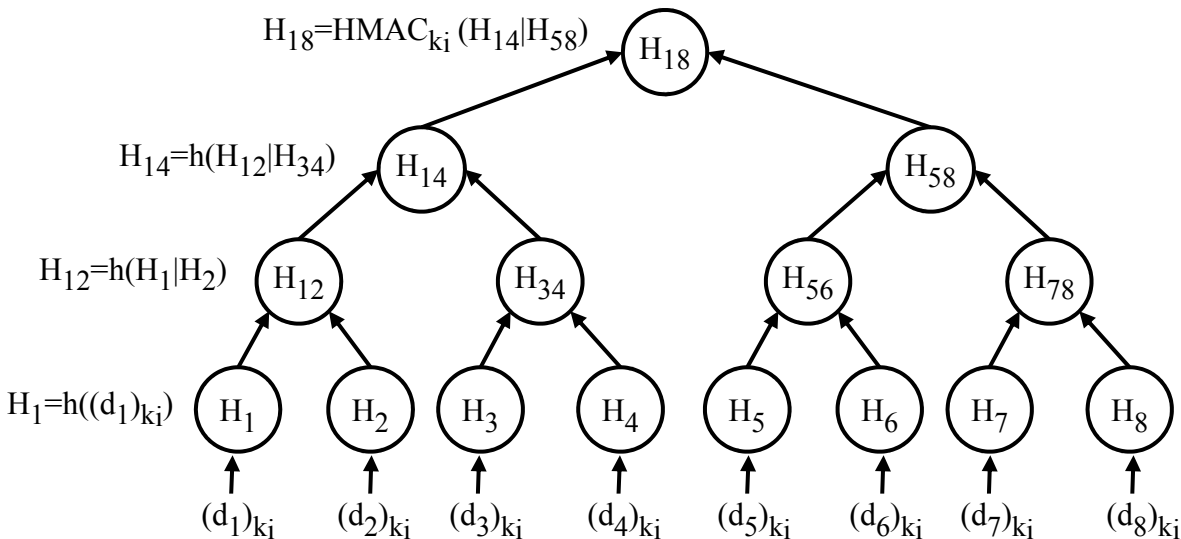 H18=HMACki (H14|H58)
H18
H14=h(H12|H34)
H14
H58
H12=h(H1|H2)
H12
H34
H56
H78
H1=h((d1)ki)
H1
H2
H3
H4
H5
H6
H7
H8
(d1)ki
(d2)ki
(d3)ki
(d4)ki
(d5)ki
(d6)ki
(d7)ki
(d8)ki